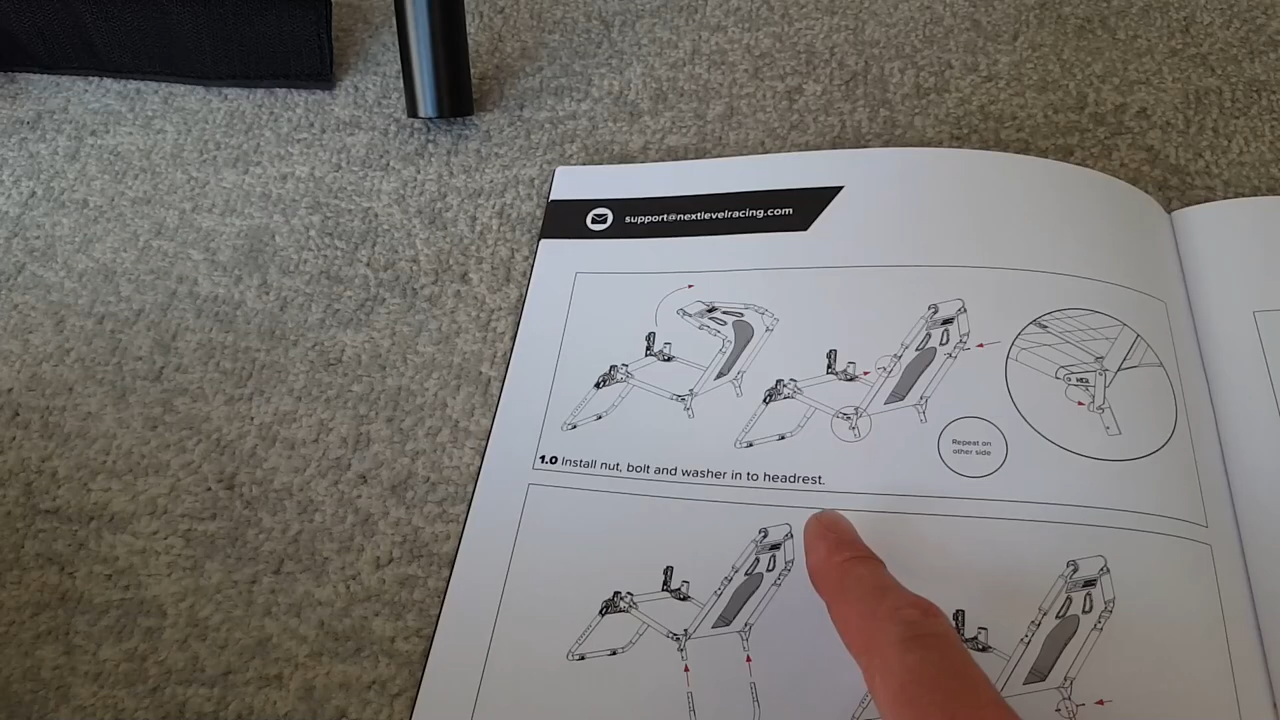 support@nextlevelracing.com
Repeat on
other side
1.0 Install nut, bolt and washer in to headrest.